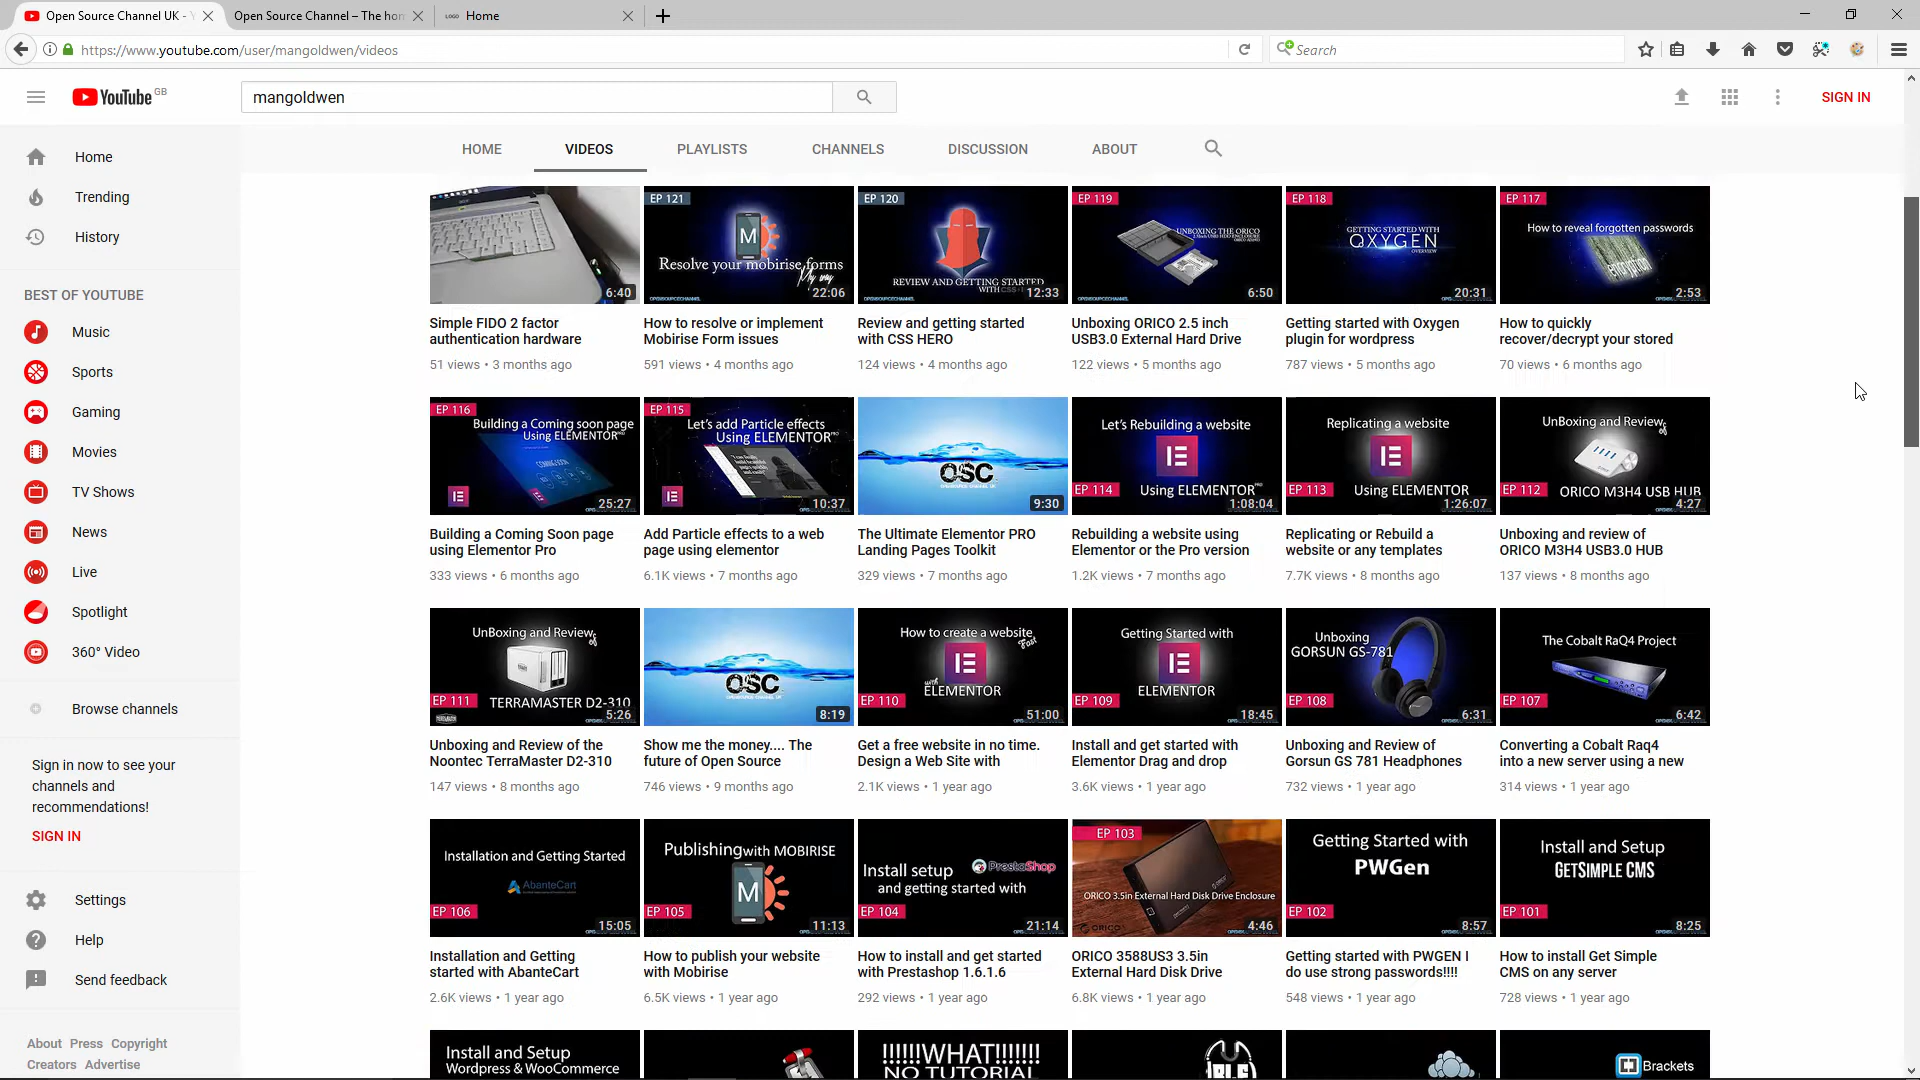 Open Source Channel UK - Y
Open Source Channel – The hom
LOGO Home
https://www.youtube.com/user/mangoldwen/videos
Search
YouTube GB
mangoldwen
SIGN IN
HOME
VIDEOS
PLAYLISTS
CHANNELS
DISCUSSION
ABOUT
Home
Trending
History
BEST OF YOUTUBE
Music
Sports
Gaming
Movies
TV Shows
News
Live
Spotlight
360° Video
Browse channels
Sign in now to see your
channels and
recommendations!
SIGN IN
Settings
Help
Send feedback
About Press Copyright
Creators Advertise
6:40
Simple FIDO 2 factor
authentication hardware
51 views • 3 months ago
EP 121
M
Resolve your mobirise forms
My way
22:06
How to resolve or implement
Mobirise Form issues
591 views • 4 months ago
EP 120
REVIEW AND GETTING STARTED
WITH CSS
12:33
Review and getting started
with CSS HERO
124 views • 4 months ago
EP 119
UNBOXING THE ORICO
6:50
Unboxing ORICO 2.5 inch
USB3.0 External Hard Drive
122 views • 5 months ago
EP 118
GETTING STARTED WITH
OXYGEN
OVERVIEW
20:31
Getting started with Oxygen
plugin for wordpress
787 views • 5 months ago
EP 117
How to reveal forgotten passwords
2:53
How to quickly
recover/decrypt your stored
70 views • 6 months ago
EP 116
Building a Coming soon page
Using ELEMENTOR PRO
25:27
Building a Coming Soon page
using Elementor Pro
333 views • 6 months ago
EP 115
Let's add Particle effects
Using ELEMENTOR PRO
10:37
Add Particle effects to a web
page using elementor
6.1K views • 7 months ago
OSC
9:30
The Ultimate Elementor PRO
Landing Pages Toolkit
329 views • 7 months ago
Let's Rebuilding a website
EP 114
Using ELEMENTOR PRO
1:08:04
Rebuilding a website using
Elementor or the Pro version
1.2K views • 7 months ago
Replicating a website
EP 113
Using ELEMENTOR
1:26:07
Replicating or Rebuild a
website or any templates
7.7K views • 8 months ago
UnBoxing and Review of
EP 112
ORICO M3H4 USB HUB
4:27
Unboxing and review of
ORICO M3H4 USB3.0 HUB
137 views • 8 months ago
UnBoxing and Review of
EP 111
TERRAMASTER D2-310
5:26
Unboxing and Review of the
Noontec TerraMaster D2-310
147 views • 8 months ago
OSC
8:19
Show me the money.... The
future of Open Source
746 views • 9 months ago
How to create a website Fast
with
EP 110
ELEMENTOR
51:00
Get a free website in no time.
Design a Web Site with
2.1K views • 1 year ago
Getting Started with
EP 109
ELEMENTOR
18:45
Install and get started with
Elementor Drag and drop
3.6K views • 1 year ago
Unboxing
GORSUN GS-781
EP 108
6:31
Unboxing and Review of
Gorsun GS 781 Headphones
732 views • 1 year ago
The Cobalt RaQ4 Project
EP 107
6:42
Converting a Cobalt Raq4
into a new server using a new
314 views • 1 year ago
Installation and Getting Started
AbanteCart
EP 106
15:05
Installation and Getting
started with AbanteCart
2.6K views • 1 year ago
Publishing with MOBIRISE
M
EP 105
11:13
How to publish your website
with Mobirise
6.5K views • 1 year ago
Install setup PrestaShop
and getting started with
EP 104
21:14
How to install and get started
with Prestashop 1.6.1.6
292 views • 1 year ago
EP 103
ORICO 3.5in External Hard Disk Drive Enclosure
ORICO
4:46
ORICO 3588US3 3.5in
External Hard Disk Drive
6.8K views • 1 year ago
Getting Started with
PWGen
EP 102
8:57
Getting started with PWGEN I
do use strong passwords!!!!
548 views • 1 year ago
Install and Setup
GETSIMPLE CMS
EP 101
8:25
How to install Get Simple
CMS on any server
728 views • 1 year ago
Install and Setup
Wordpress & WooCommerce
!!!!!!WHAT!!!!!!!
NO TUTORIAL
Brackets